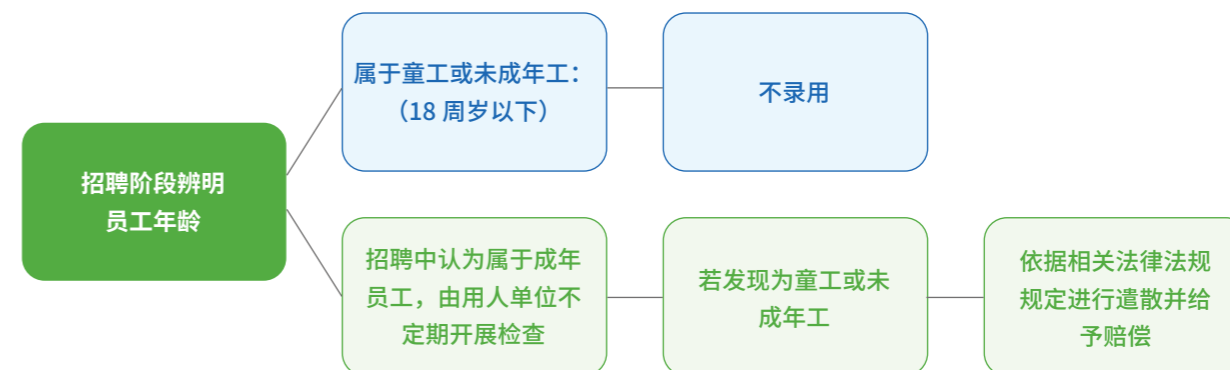 招聘阶段辨明
员工年龄
属于童工或未成年工：
（18 周岁以下）
不录用
招聘中认为属于成年
员工，由用人单位不
定期开展检查
若发现为童工或未
成年工
依据相关法律法规
规定进行遣散并给
予赔偿